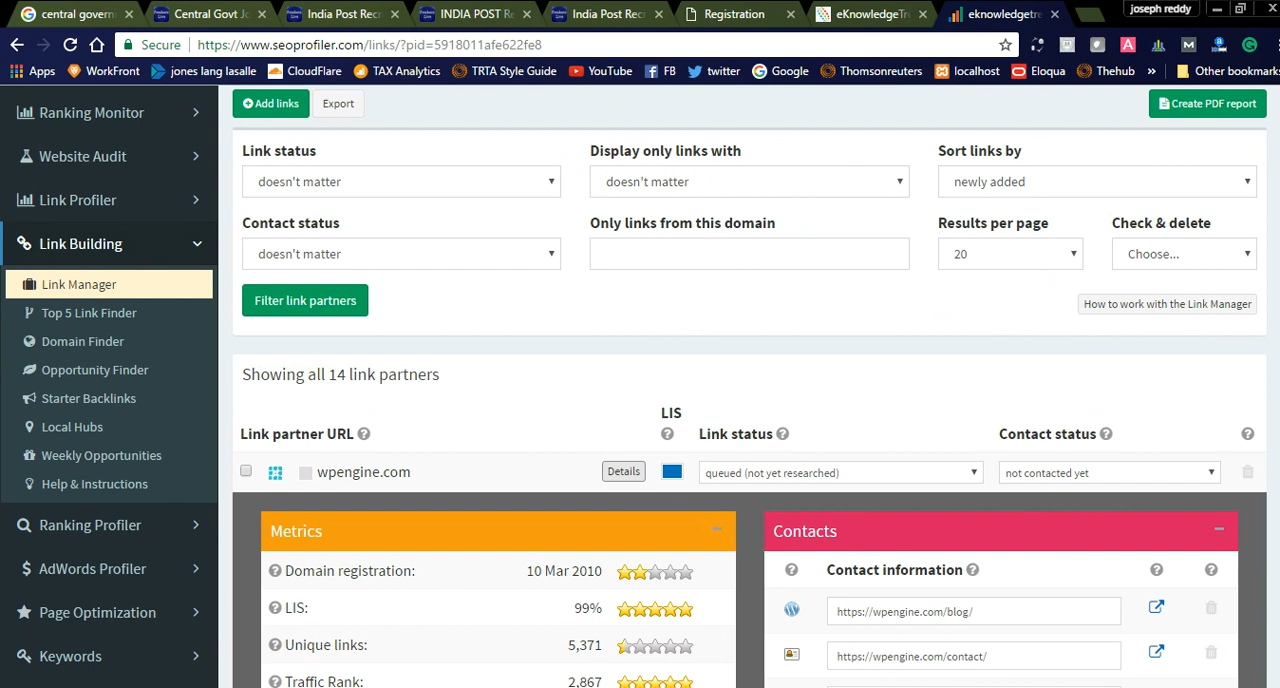 central governi
Central Govt J
India Post Recr
INDIA POST R
India Post Recr
Registration
eKnowledgeTr
eknowledgetre
joseph reddy
Secure
https://www.seoprofiler.com/links/?pid=5918011afe622fe8
Apps
WorkFront
jones lang lasalle
CloudFlare
TAX Analytics
TRTA Style Guide
YouTube
FB
twitter
Google
Thomsonreuters
localhost
Eloqua
Thehub
»
Other bookmarks
Ranking Monitor
Website Audit
Link Profiler
Link Building
Link Manager
Top 5 Link Finder
Domain Finder
Opportunity Finder
Starter Backlinks
Local Hubs
Weekly Opportunities
Help & Instructions
Ranking Profiler
AdWords Profiler
Page Optimization
Keywords
Add links
Export
Create PDF report
Link status
Display only links with
Sort links by
doesn't matter
doesn't matter
newly added
Contact status
Only links from this domain
Results per page
Check & delete
doesn't matter
20
Choose...
Filter link partners
How to work with the Link Manager
Showing all 14 link partners
LIS
Link partner URL
Link status
Contact status
wpengine.com
Details
queued (not yet researched)
not contacted yet
Metrics
Contacts
Domain registration: 10 Mar 2010
Contact information
LIS: 99%
https://wpengine.com/blog/
Unique links: 5,371
https://wpengine.com/contact/
Traffic Rank: 2,867